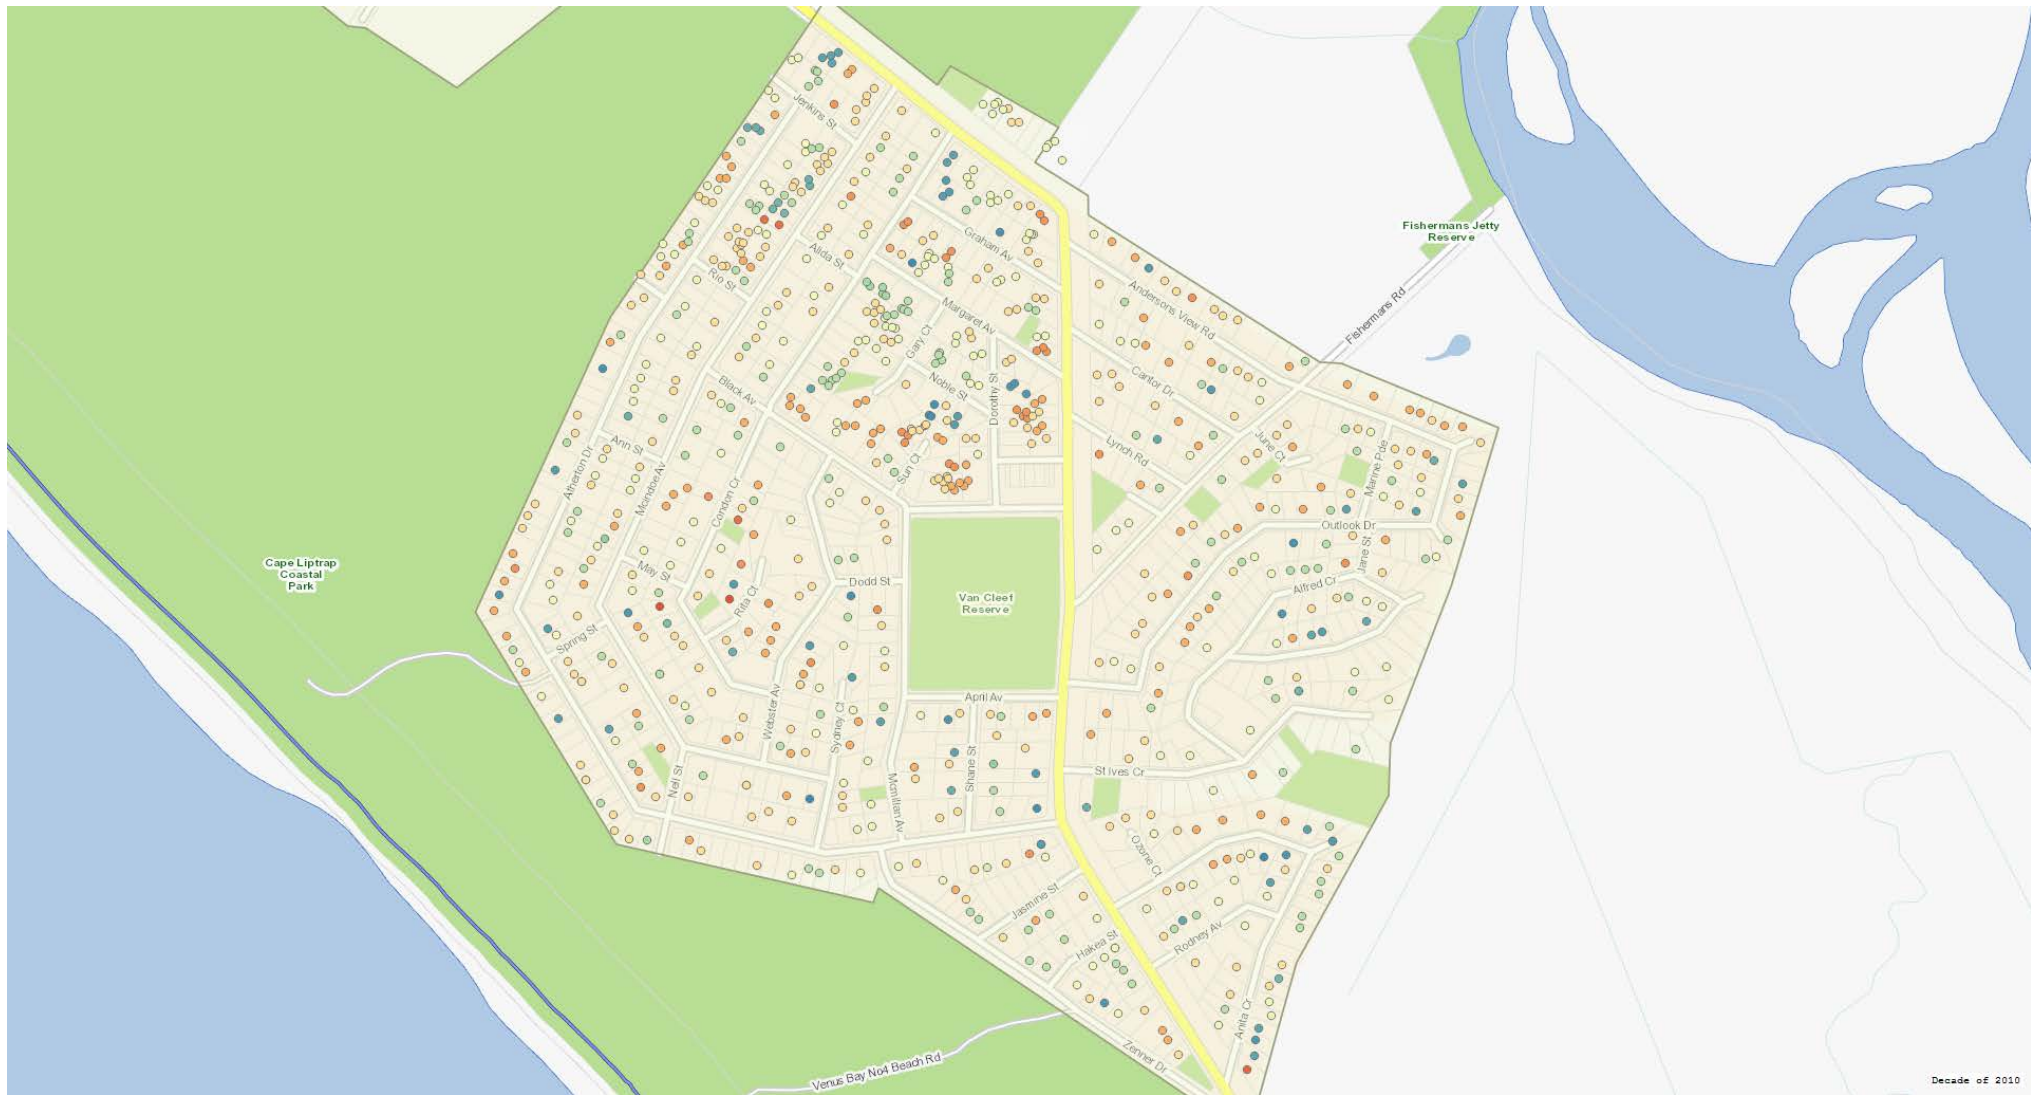 Jenkins St
Fishermans Jetty
Reserve
Graham Av
Alida St
Rio St
Andersons View Rd
Fishermans Rd
Margaret Av
Gary Ct
Noble St
Dorothy St
Cantor Dr
Black Av
Lynch Rd
June Ct
Ann St
Atherton Dr
Mcindoe Av
Condon Cr
Sun Ct
Marine Pde
Outlook Dr
Jane St
Cape Liptrap
Coastal
Park
May St
Dodd St
Alfred Cr
Rita Ct
Van Cleef
Reserve
Spring St
April Av
Webster Av
Sydney Ct
Shane St
St Ives Cr
Nell St
Mcmillan Av
Ozone Ct
Jasmine St
Hakea St
Rodney Av
Anita Cr
Zenner Dr
Venus Bay No4 Beach Rd
Decade of 2010